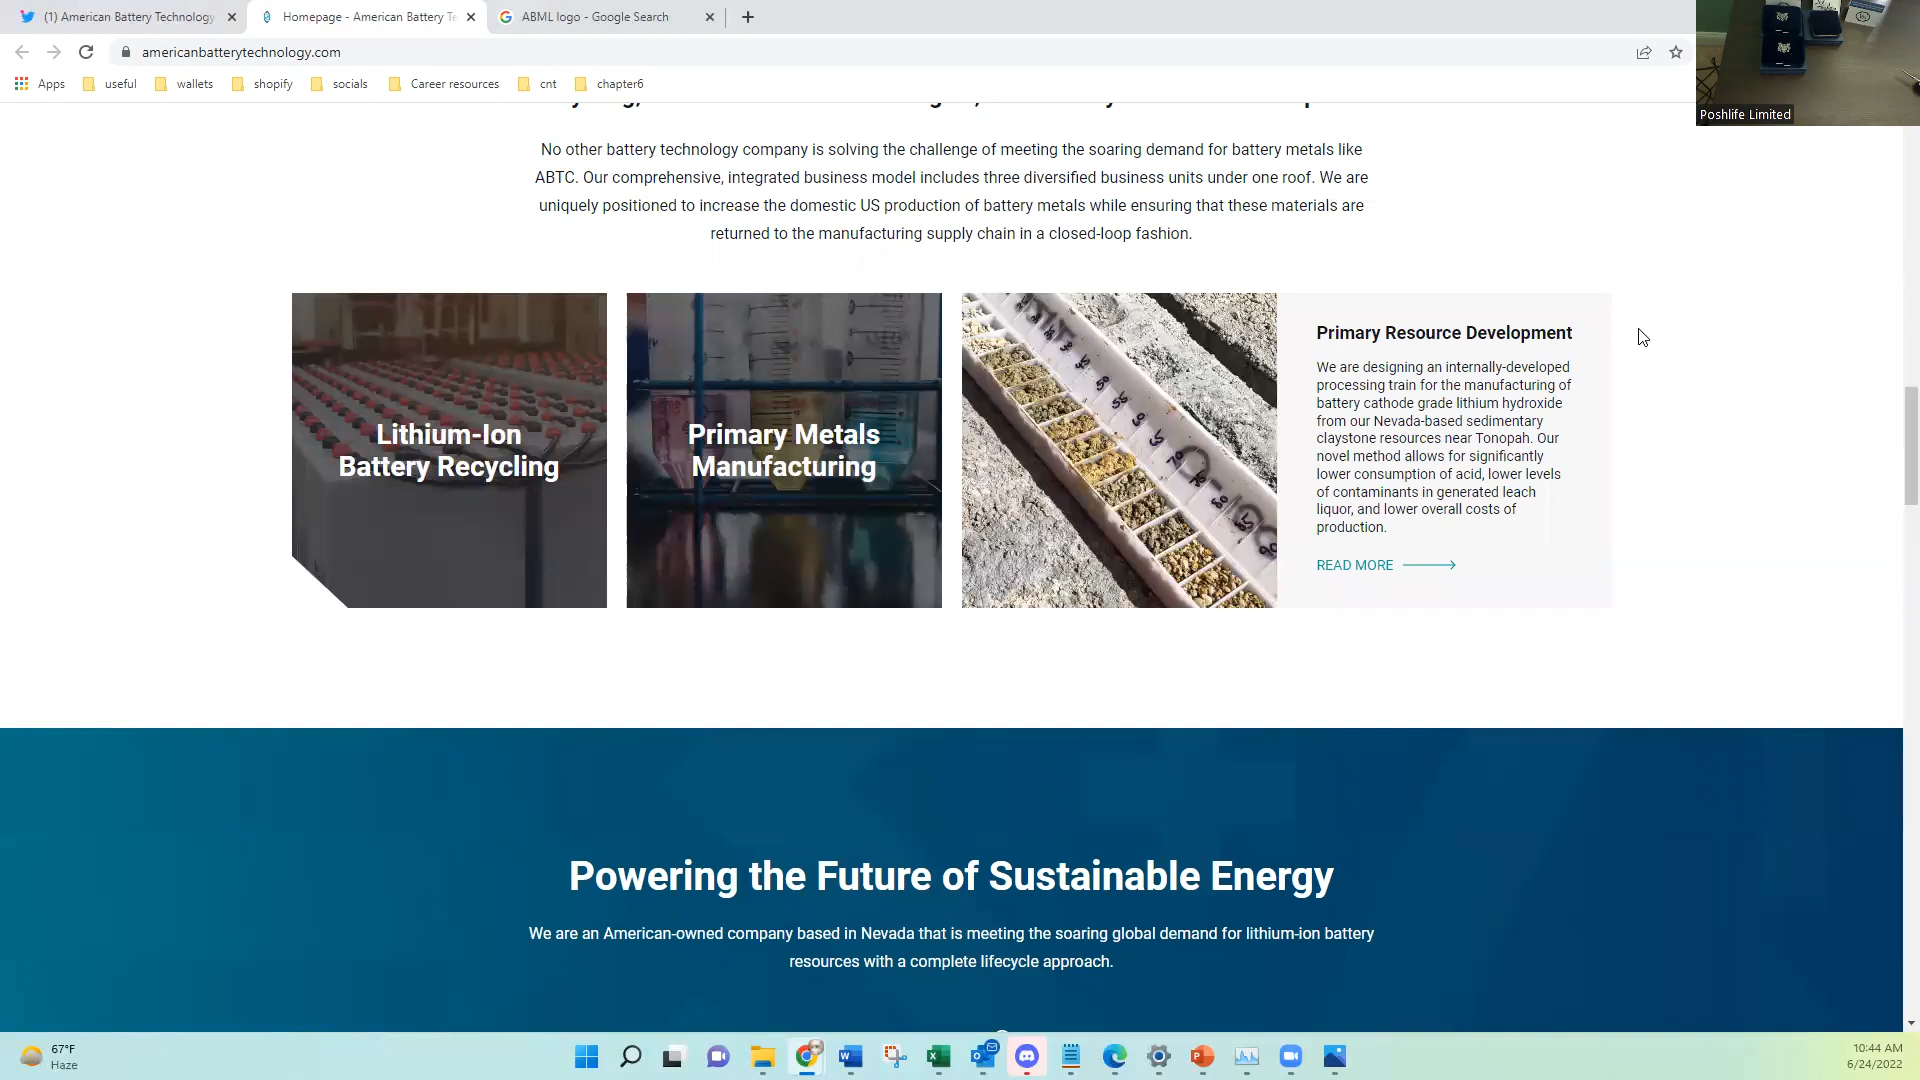 (1) American Battery Technology
Homepage - American Battery Te
ABML logo - Google Search
americanbatterytechnology.com
Apps
useful
wallets
shopify
socials
Career resources
cnt
chapter6
Poshlife Limited
No other battery technology company is solving the challenge of meeting the soaring demand for battery metals like
ABTC. Our comprehensive, integrated business model includes three diversified business units under one roof. We are
uniquely positioned to increase the domestic US production of battery metals while ensuring that these materials are
returned to the manufacturing supply chain in a closed-loop fashion.
Lithium-Ion
Battery Recycling
Primary Metals
Manufacturing
45
50
55
70
80
85
90
Primary Resource Development
We are designing an internally-developed
processing train for the manufacturing of
battery cathode grade lithium hydroxide
from our Nevada-based sedimentary
claystone resources near Tonopah. Our
novel method allows for significantly
lower consumption of acid, lower levels
of contaminants in generated leach
liquor, and lower overall costs of
production.
READ MORE
Powering the Future of Sustainable Energy
We are an American-owned company based in Nevada that is meeting the soaring global demand for lithium-ion battery
resources with a complete lifecycle approach.
67°F
Haze
10:44 AM
6/24/2022